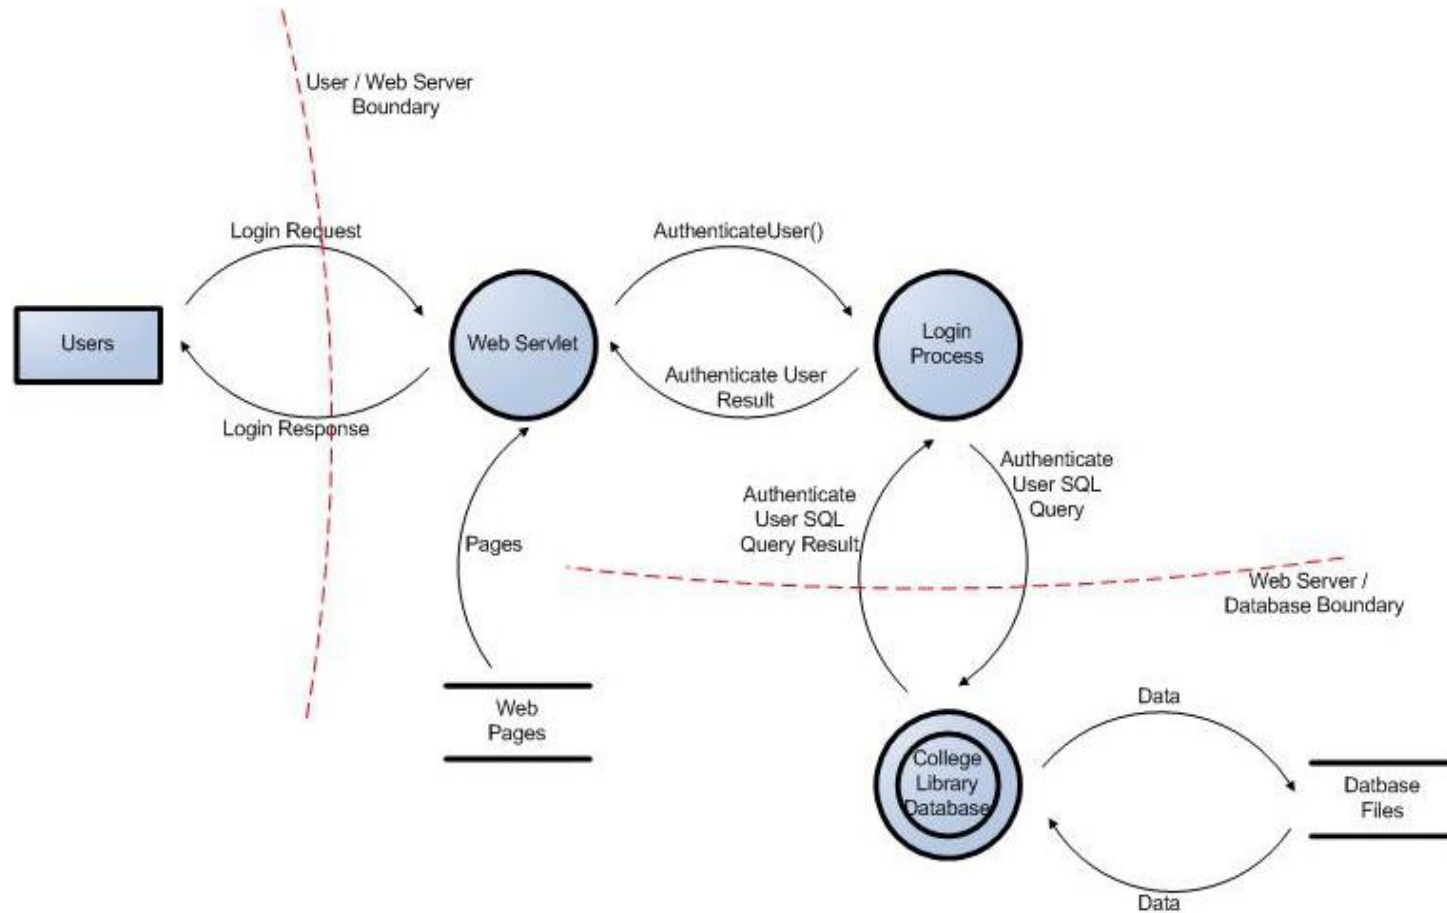 User / Web Server
Boundary
Login Request
AuthenticateUser()
Users
Web Servlet
Login
Process
Authenticate User
Result
Login Response
Authenticate
User SQL
Query
Authenticate
User SQL
Query Result
Pages
Web Server /
Database Boundary
Web
Pages
Data
College
Library
Database
Datbase
Files
Data